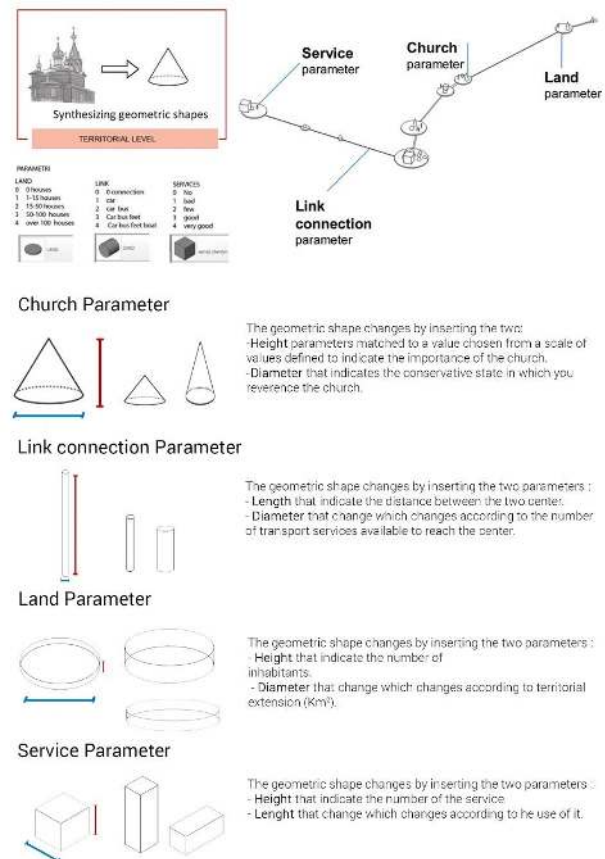 Synthesizing geometric shapes
TERRITORIAL LEVEL
Service
parameter
Church
parameter
Land
parameter
Link
connection
parameter
PARAMETRI
LAND
0 0 houses
1 1-15 houses
2 15-50 houses
3 50-100 houses
4 over 100 houses
LINK
0 0 connection
1 car
2 car bus
3 Car bus feet
4 Car bus feet boat
SERVICES
0 No
1 bad
2 few
3 good
4 very good
LAND
Church Parameter
The geometric shape changes by inserting the two:
-Height parameters matched to a value chosen from a scale of
values defined to indicate the importance of the church.
-Diameter that indicates the conservative state in which you
reverence the church.
Link connection Parameter
The geometric shape changes by inserting the two parameters :
- Length that indicate the distance between the two center.
- Diameter that change which changes according to the number
of transport services available to reach the center.
Land Parameter
The geometric shape changes by inserting the two parameters :
- Height that indicate the number of
inhabitants.
- Diameter that change which changes according to territorial
extension (Km²).
Service Parameter
The geometric shape changes by inserting the two parameters :
- Height that indicate the number of the service
- Lenght that change which changes according to he use of it.